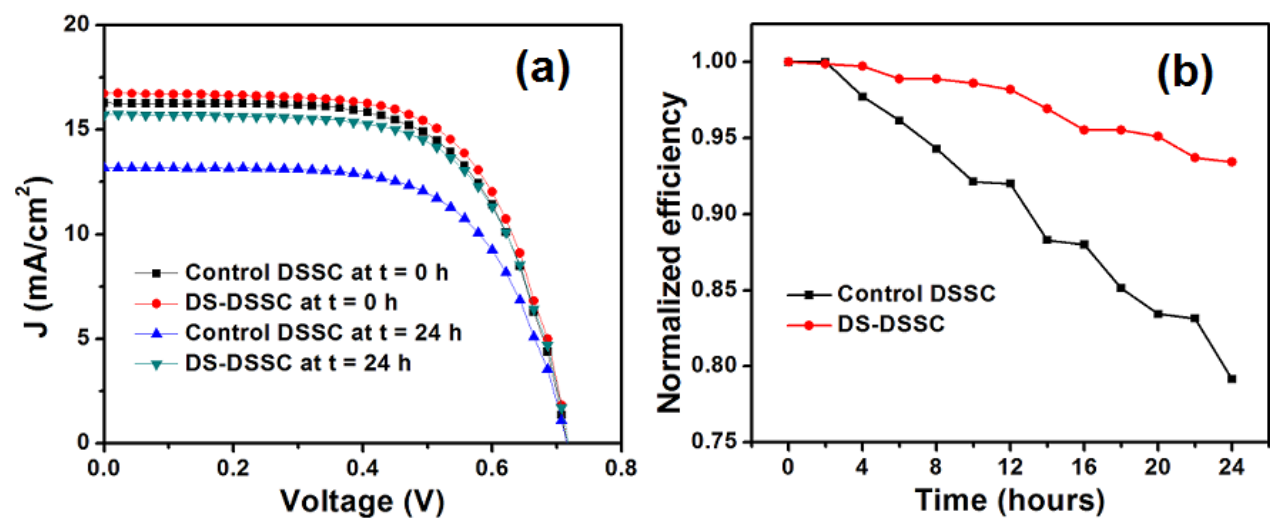 (a)
J (mA/cm²)
20
15
10
5
0
Control DSSC at t = 0 h
DS-DSSC at t = 0 h
Control DSSC at t = 24 h
DS-DSSC at t = 24 h
0.0 0.2 0.4 0.6 0.8
Voltage (V)
(b)
Normalized efficiency
1.00
0.95
0.90
0.85
0.80
0.75
Control DSSC
DS-DSSC
0 4 8 12 16 20 24
Time (hours)